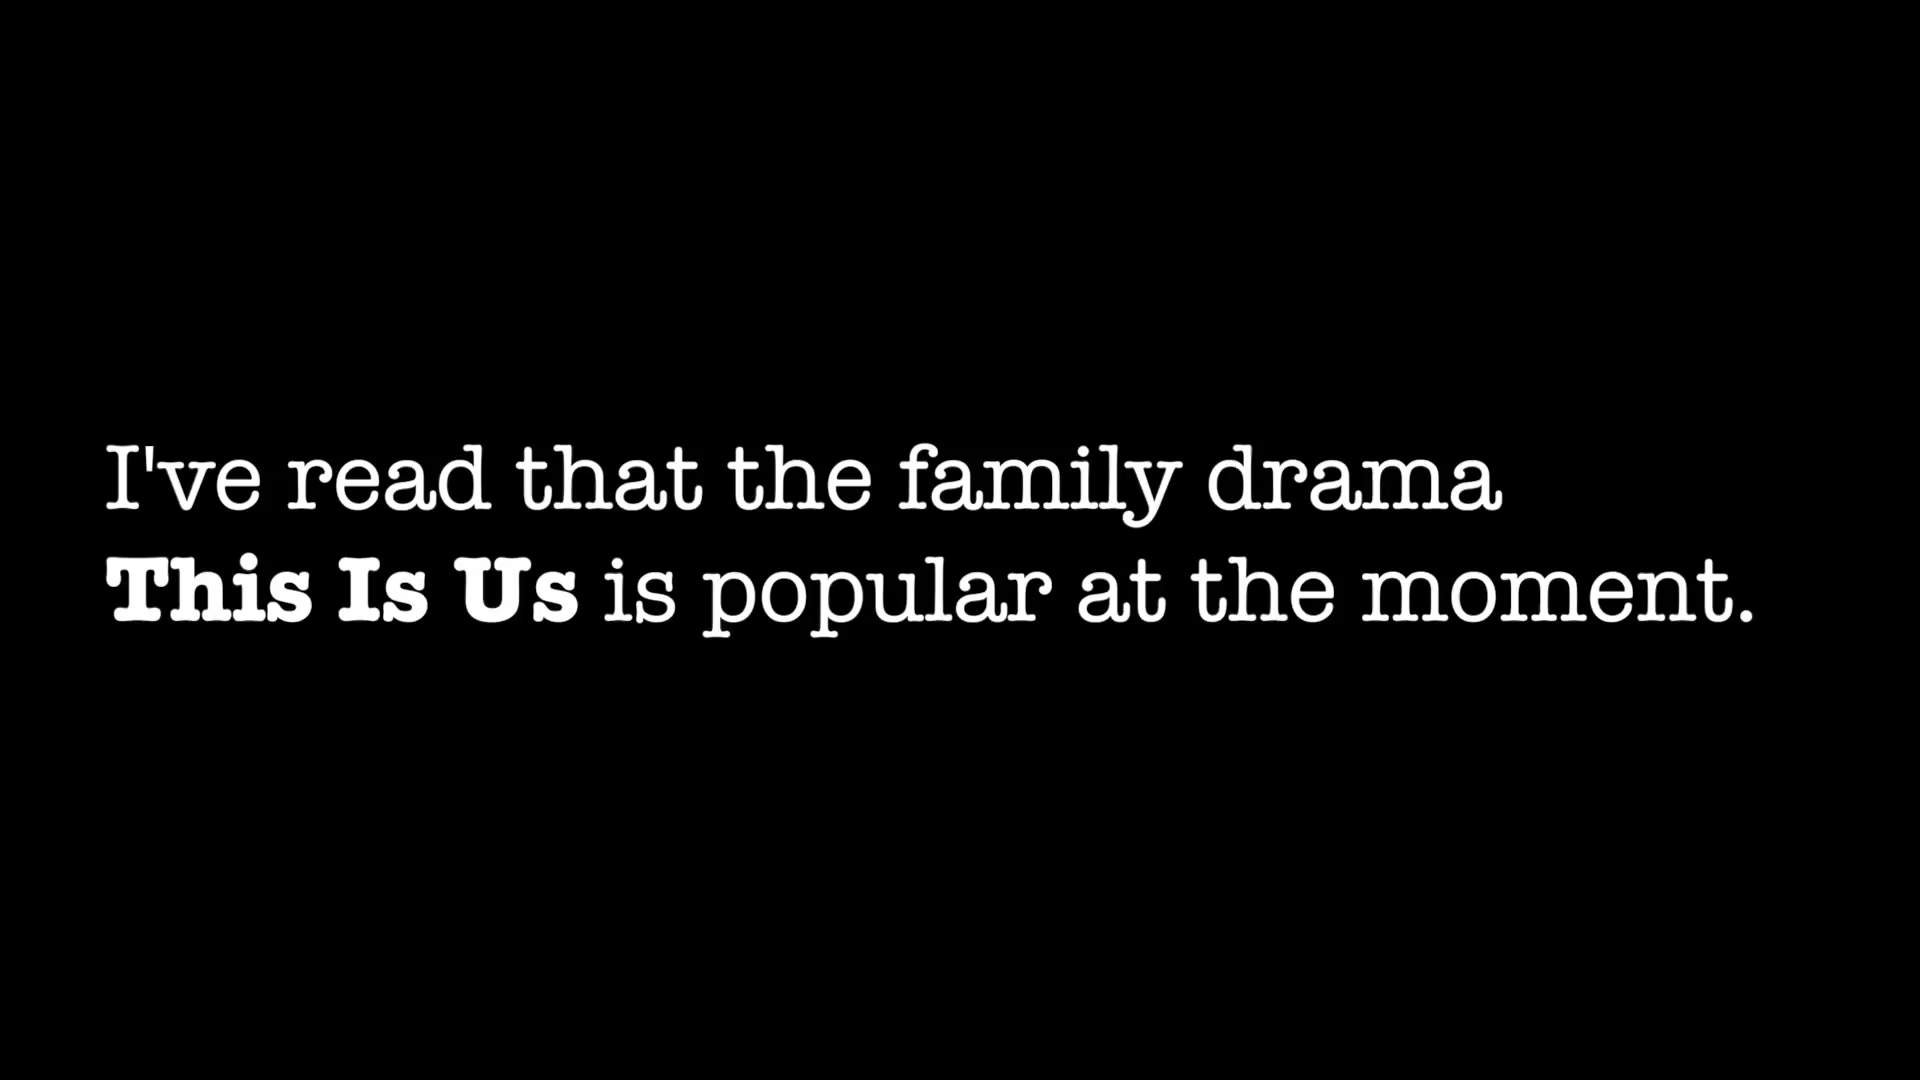 I've read that the family drama
This Is Us is popular at the moment.